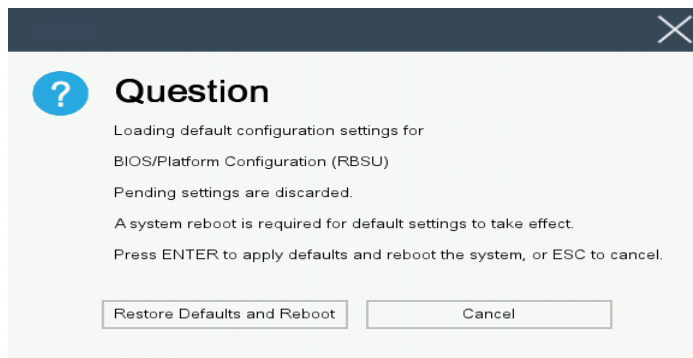 ?
Question
Loading default configuration settings for
BIOS/Platform Configuration (RBSU)
Pending settings are discarded.
A system reboot is required for default settings to take effect.
Press ENTER to apply defaults and reboot the system, or ESC to cancel.
Restore Defaults and Reboot
Cancel